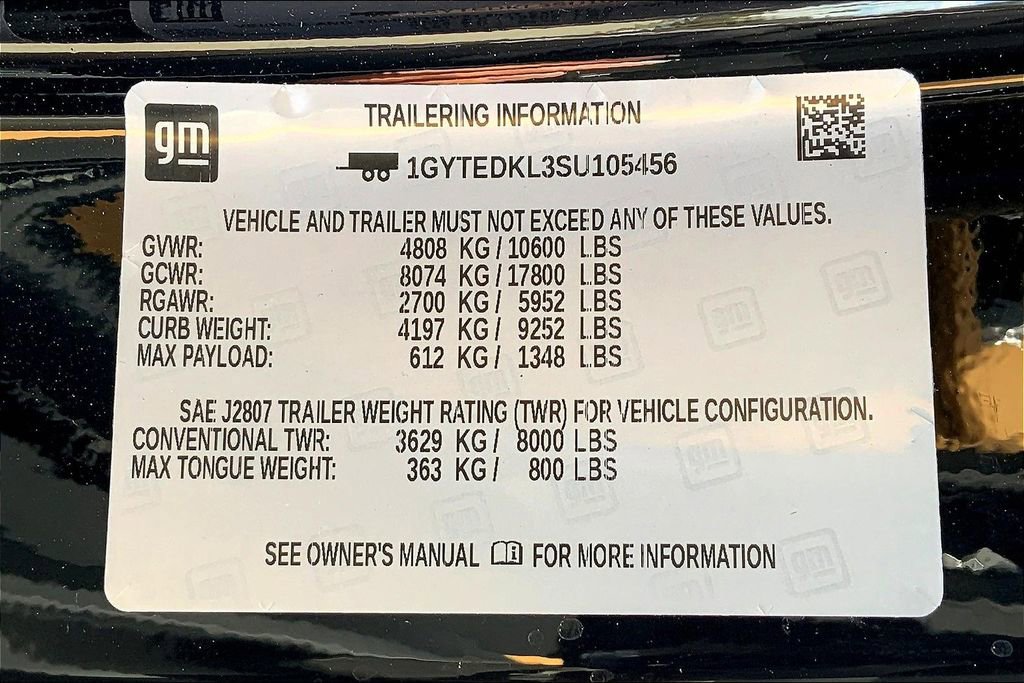 gm
TRAILERING INFORMATION
1GYTEDKL3SU105456
VEHICLE AND TRAILER MUST NOT EXCEED ANY OF THESE VALUES.
GVWR: 4808 KG / 10600 LBS
GCWR: 8074 KG / 17800 LBS
RGAWR: 2700 KG / 5952 LBS
CURB WEIGHT: 4197 KG / 9252 LBS
MAX PAYLOAD: 612 KG / 1348 LBS
SAE J2807 TRAILER WEIGHT RATING (TWR) FOR VEHICLE CONFIGURATION.
CONVENTIONAL TWR: 3629 KG / 8000 LBS
MAX TONGUE WEIGHT: 363 KG / 800 LBS
SEE OWNER'S MANUAL FOR MORE INFORMATION